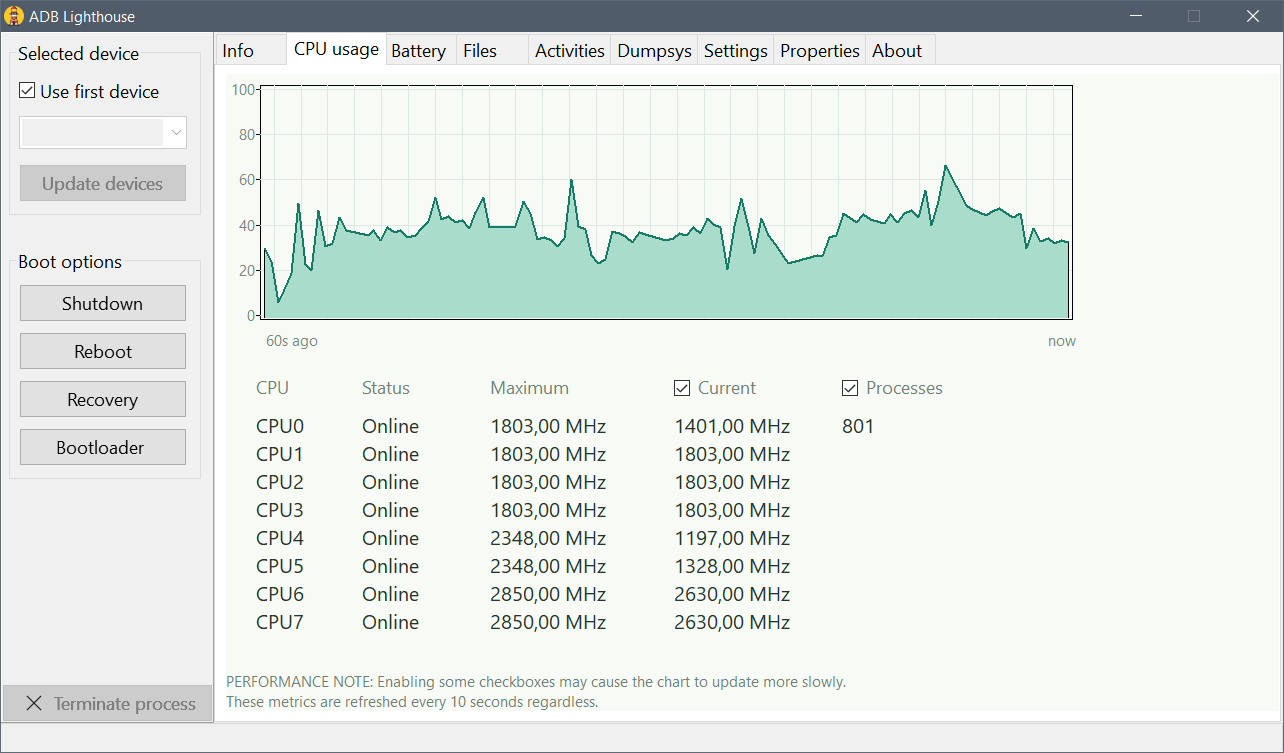 ADB Lighthouse
Selected device
Use first device
Update devices
Boot options
Shutdown
Reboot
Recovery
Bootloader
Terminate process
Info CPU usage Battery Files Activities Dumpsys Settings Properties About
100
80
60
40
20
0
60s ago now
CPU Status Maximum Current Processes
CPU0 Online 1803,00 MHz 1401,00 MHz 801
CPU1 Online 1803,00 MHz 1803,00 MHz
CPU2 Online 1803,00 MHz 1803,00 MHz
CPU3 Online 1803,00 MHz 1803,00 MHz
CPU4 Online 2348,00 MHz 1197,00 MHz
CPU5 Online 2348,00 MHz 1328,00 MHz
CPU6 Online 2850,00 MHz 2630,00 MHz
CPU7 Online 2850,00 MHz 2630,00 MHz
PERFORMANCE NOTE: Enabling some checkboxes may cause the chart to update more slowly.
These metrics are refreshed every 10 seconds regardless.